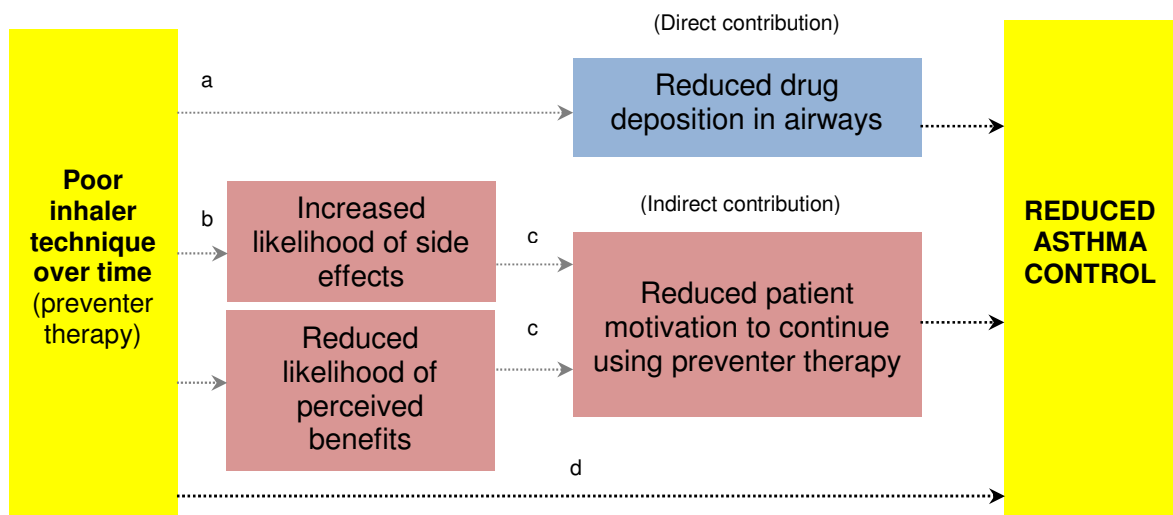 Poor
inhaler
technique
over time
(preventer
therapy)
a
(Direct contribution)
Reduced drug
deposition in airways
b
Increased
likelihood of side
effects
c
(Indirect contribution)
Reduced patient
motivation to continue
using preventer therapy
Reduced
likelihood of
perceived
benefits
c
d
REDUCED
ASTHMA
CONTROL